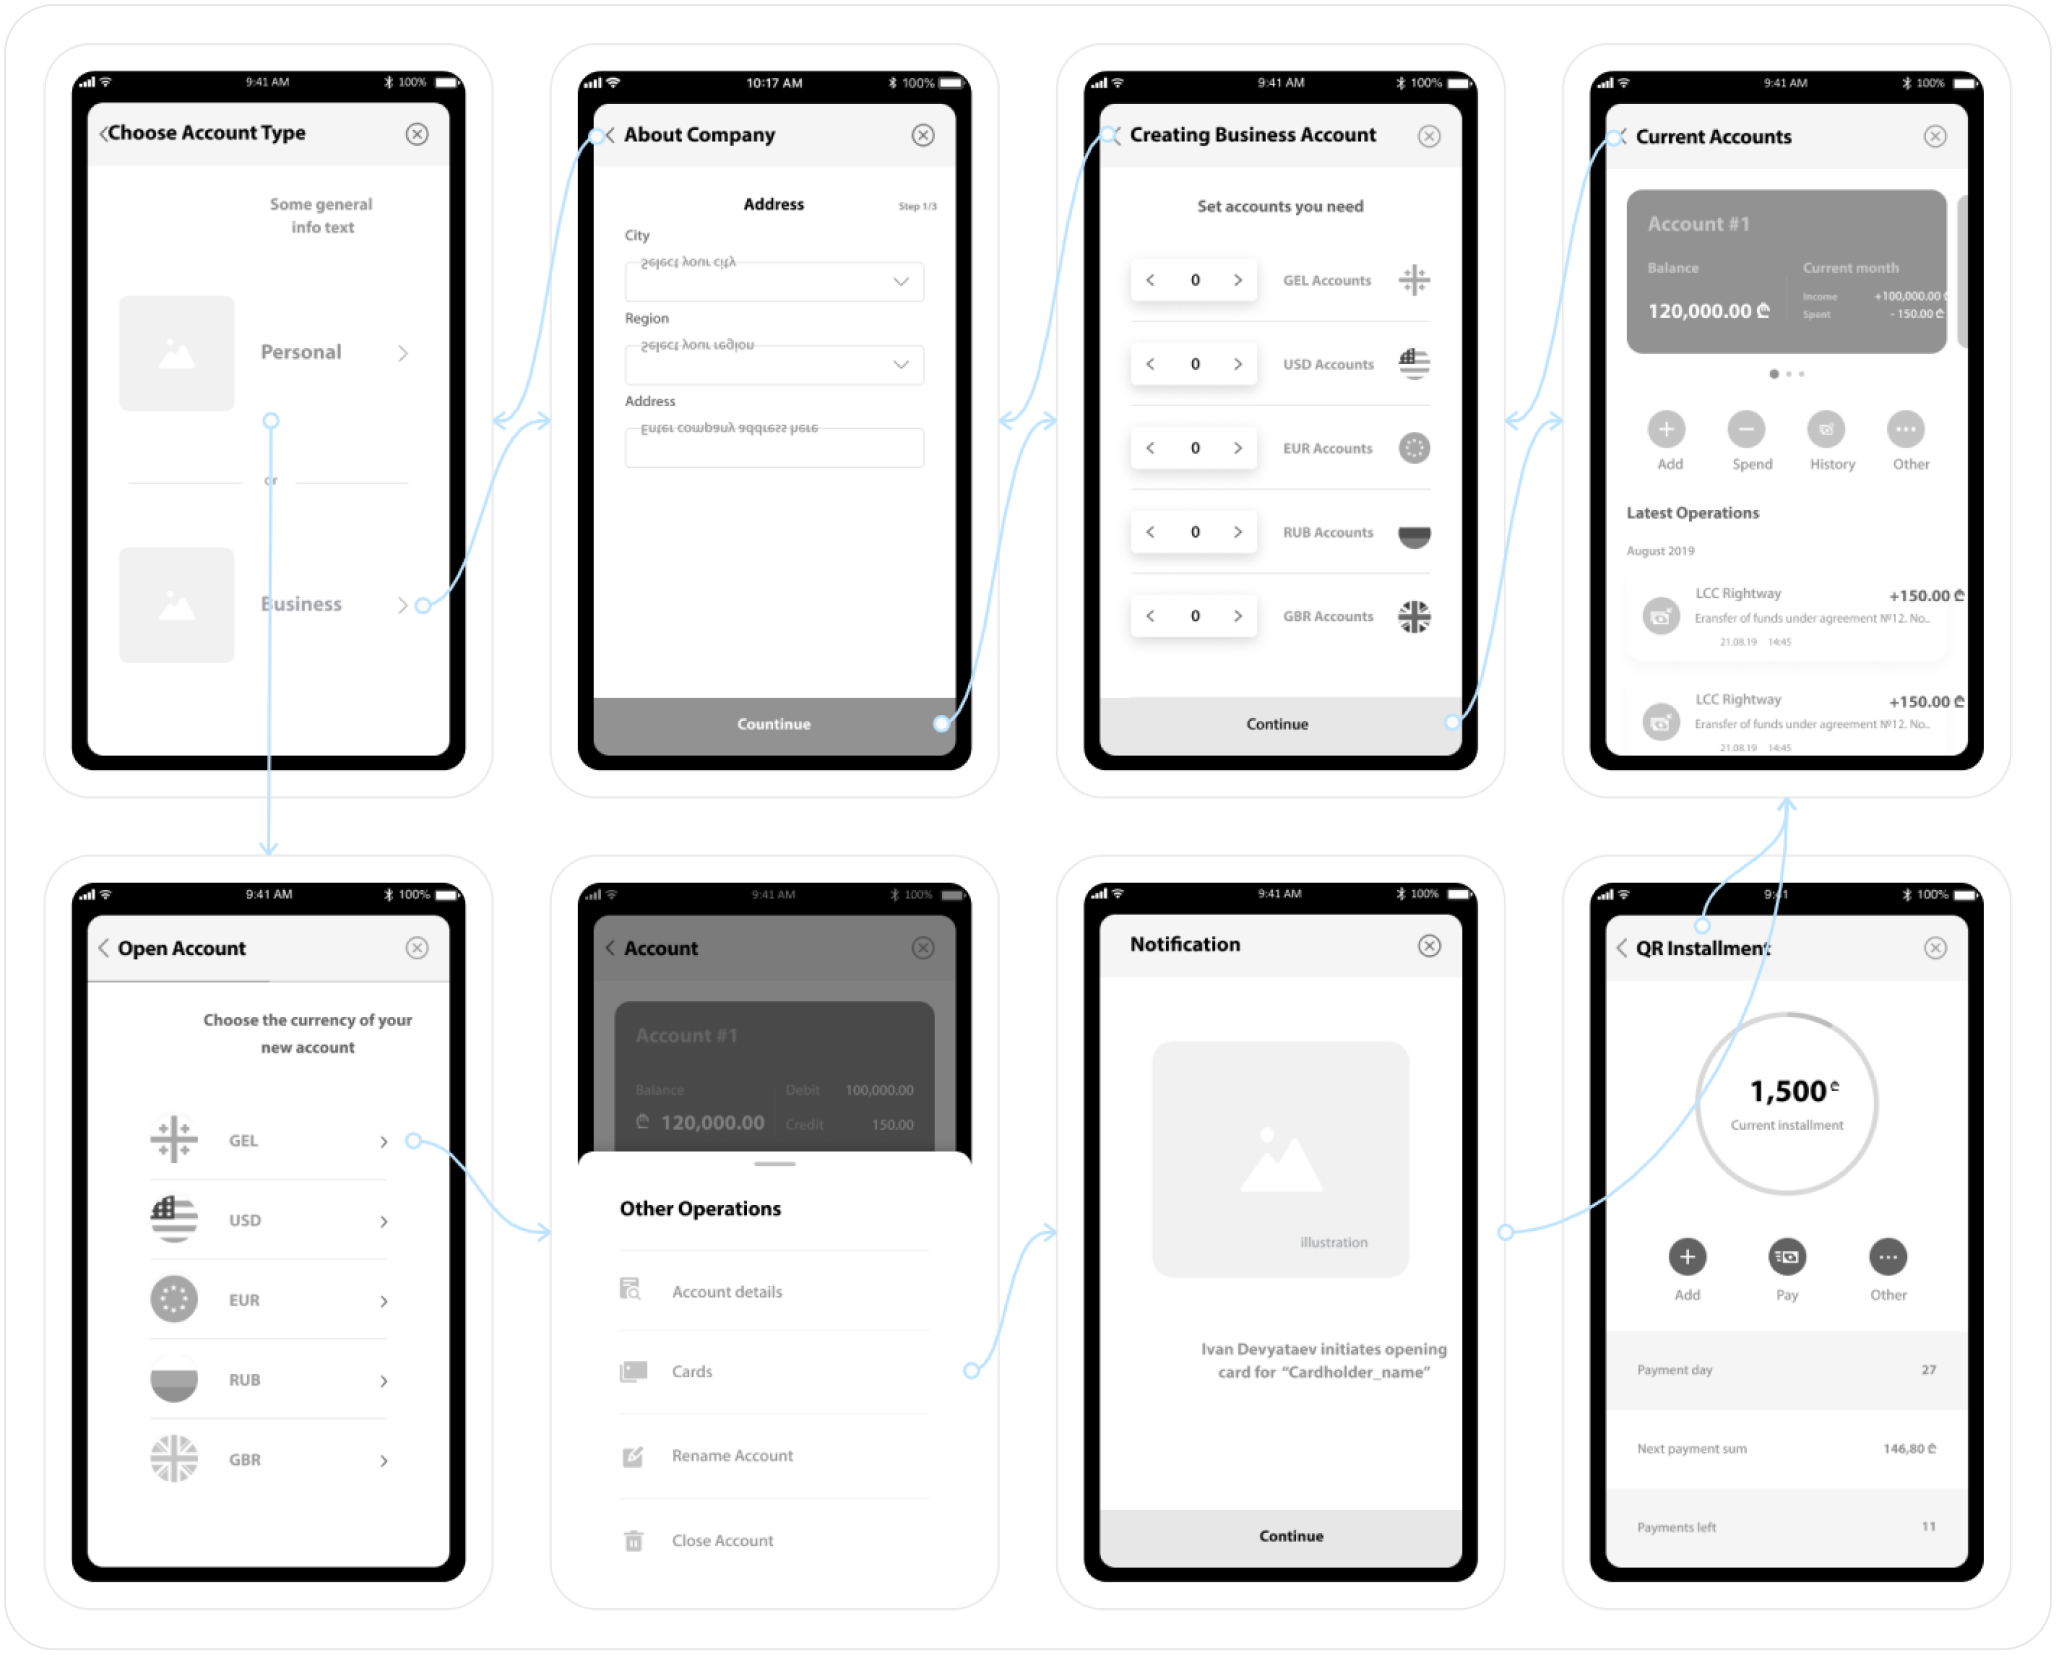 9:41 AM 100%
Choose Account Type
Some general
info text
Personal
or
Business
10:17 AM 100%
About Company
Address
Step 1/3
City
Select your city
Region
Select your region
Address
Enter company address here
Countinue
9:41 AM 100%
Creating Business Account
Set accounts you need
0 GEL Accounts
0 USD Accounts
0 EUR Accounts
0 RUB Accounts
0 GBR Accounts
Continue
9:41 AM 100%
Current Accounts
Account #1
Balance Current month
Income +100,000.00 ₾
120,000.00 ₾
Spent - 150.00 ₾
Add Spend History Other
Latest Operations
August 2019
LCC Rightway +150.00 ₾
Eransfer of funds under agreement №12. No..
21.08.19 14:45
LCC Rightway +150.00 ₾
Eransfer of funds under agreement №12. No..
21.08.19 14:45
9:41 AM 100%
Open Account
Choose the currency of your
new account
GEL
USD
EUR
RUB
GBR
9:41 AM 100%
Account
Account #1
Balance Debit 100,000.00
₾ 120,000.00 Credit 150.00
Other Operations
Account details
Cards
Rename Account
Close Account
9:41 AM 100%
Notification
illustration
Ivan Devyataev initiates opening
card for “Cardholder_name”
Continue
9:41 100%
QR Installment
1,500 ₾
Current installment
Add Pay Other
Payment day 27
Next payment sum 146,80 ₾
Payments left 11